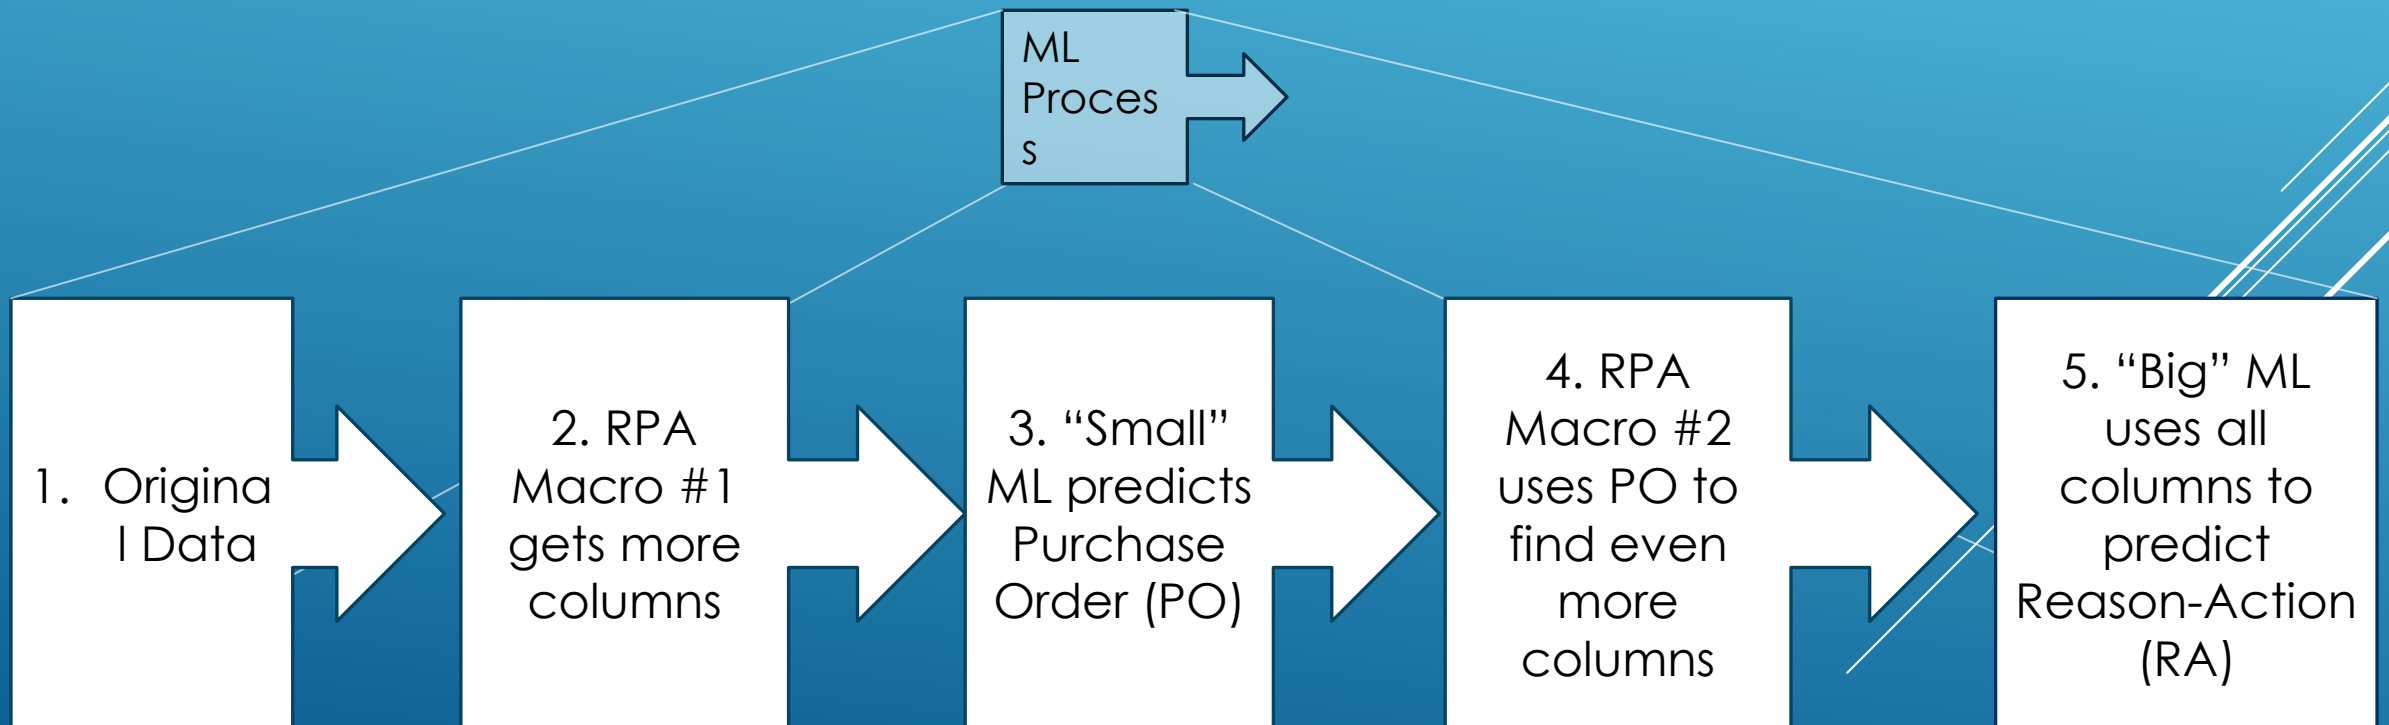 ML
Proces
s
1. Origina
l Data
2. RPA
Macro #1
gets more
columns
3. “Small”
ML predicts
Purchase
Order (PO)
4. RPA
Macro #2
uses PO to
find even
more
columns
5. “Big” ML
uses all
columns to
predict
Reason-Action
(RA)